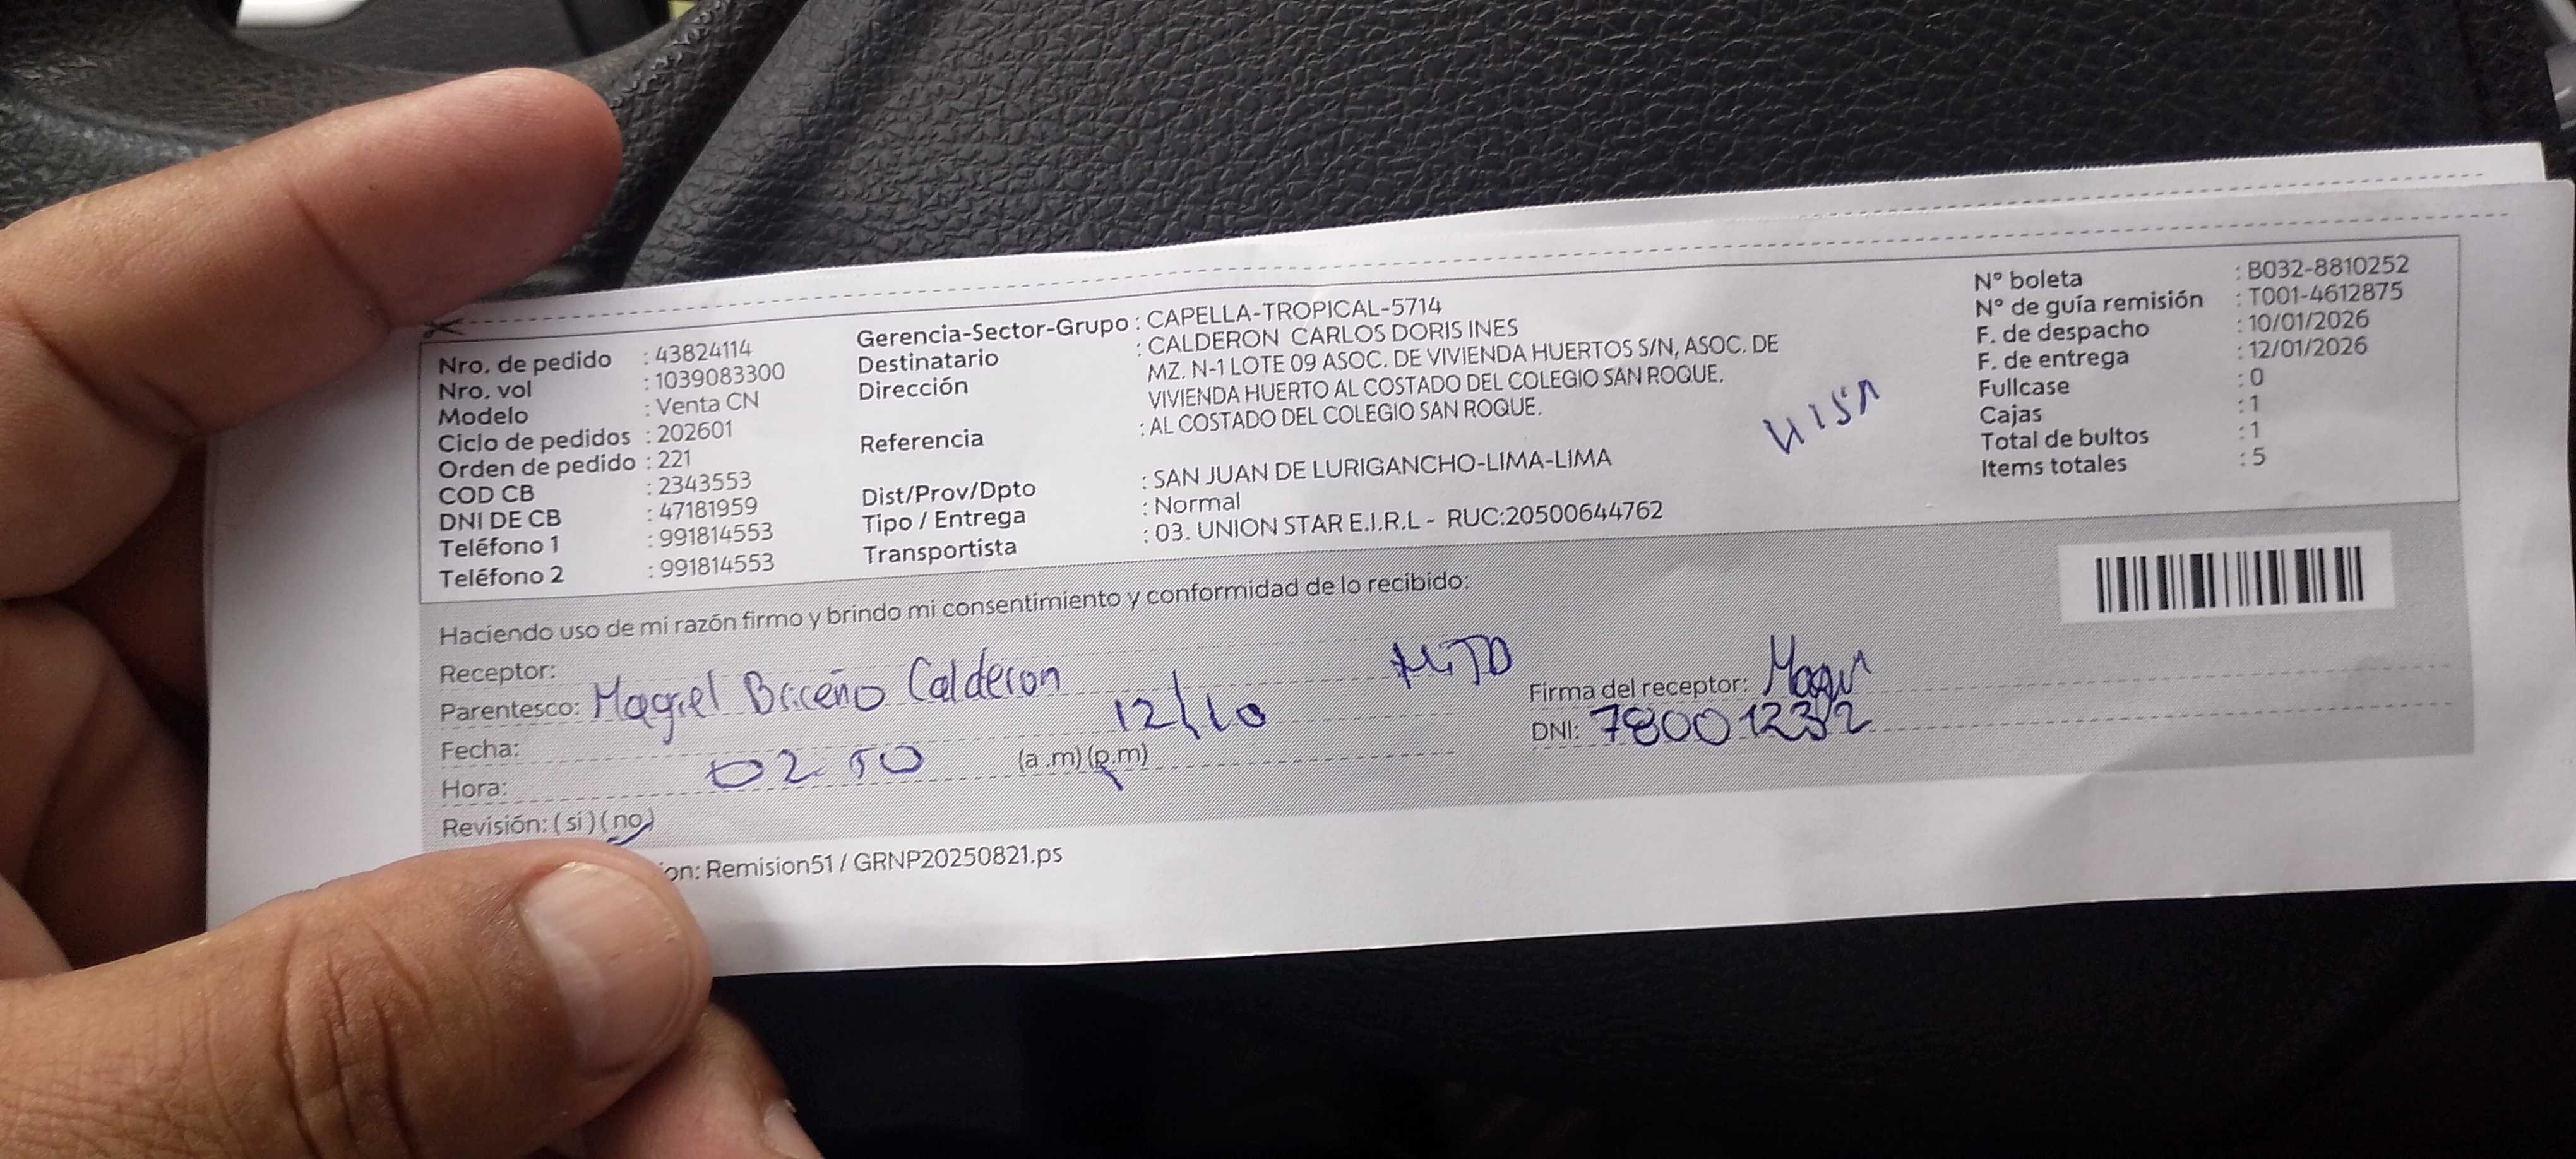 Nro. de pedido : 43824114
Nro. vol : 1039083300
Modelo : Venta CN
Ciclo de pedidos : 202601
Orden de pedido : 221
COD CB : 2343553
DNI DE CB : 47181959
Teléfono 1 : 991814553
Teléfono 2 : 991814553
Gerencia-Sector-Grupo : CAPELLA-TROPICAL-5714
Destinatario : CALDERON CARLOS DORIS INES
Dirección MZ. N-1 LOTE 09 ASOC. DE VIVIENDA HUERTOS S/N, ASOC. DE
VIVIENDA HUERTO AL COSTADO DEL COLEGIO SAN ROQUE.
Referencia : AL COSTADO DEL COLEGIO SAN ROQUE.
Dist/Prov/Dpto : SAN JUAN DE LURIGANCHO-LIMA-LIMA
Tipo / Entrega : Normal
Transportista : 03. UNION STAR E.I.R.L - RUC:20500644762
N° boleta : B032-8810252
N° de guía remisión : T001-4612875
F. de despacho : 10/01/2026
F. de entrega : 12/01/2026
Fullcase : 0
Cajas : 1
Total de bultos : 1
Items totales : 5
Haciendo uso de mi razón firmo y brindo mi consentimiento y conformidad de lo recibido:
Receptor:
Parentesco: Briceño Calderon
Fecha: 12/10
Hora: 02:50 (a.m) (p.m)
Revisión: ( si ) ( no )
Firma del receptor:
DNI:
on: Remision51 / GRNP20250821.ps